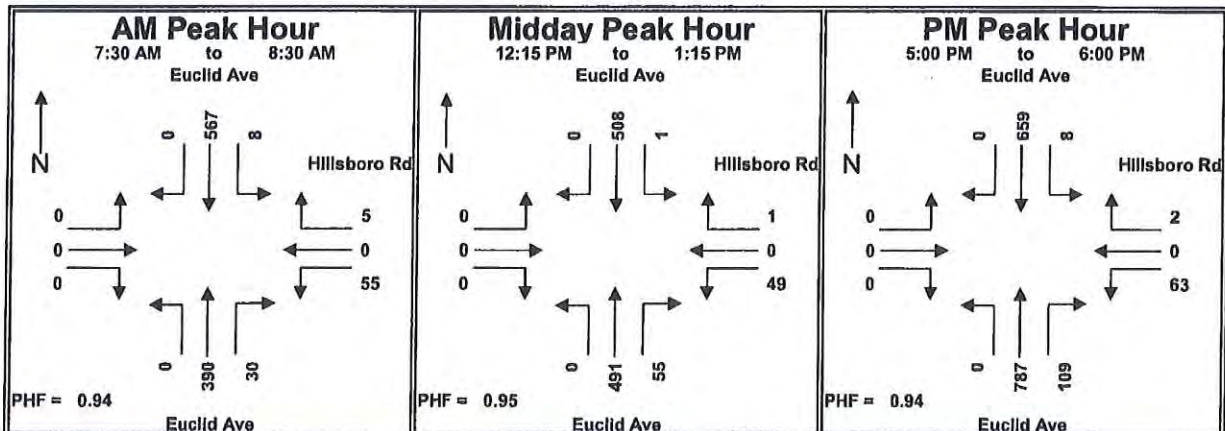 AM Peak Hour
7:30 AM to 8:30 AM
Euclid Ave
0 567 8
N
Hillsboro Rd
0 5
0 0
0 55
0 390 30
PHF = 0.94
Euclid Ave
Midday Peak Hour
12:15 PM to 1:15 PM
Euclid Ave
0 508 1
N
Hillsboro Rd
0 1
0 0
0 49
0 491 55
PHF = 0.95
Euclid Ave
PM Peak Hour
5:00 PM to 6:00 PM
Euclid Ave
0 659 8
N
Hillsboro Rd
0 2
0 0
0 63
0 787 109
PHF = 0.94
Euclid Ave